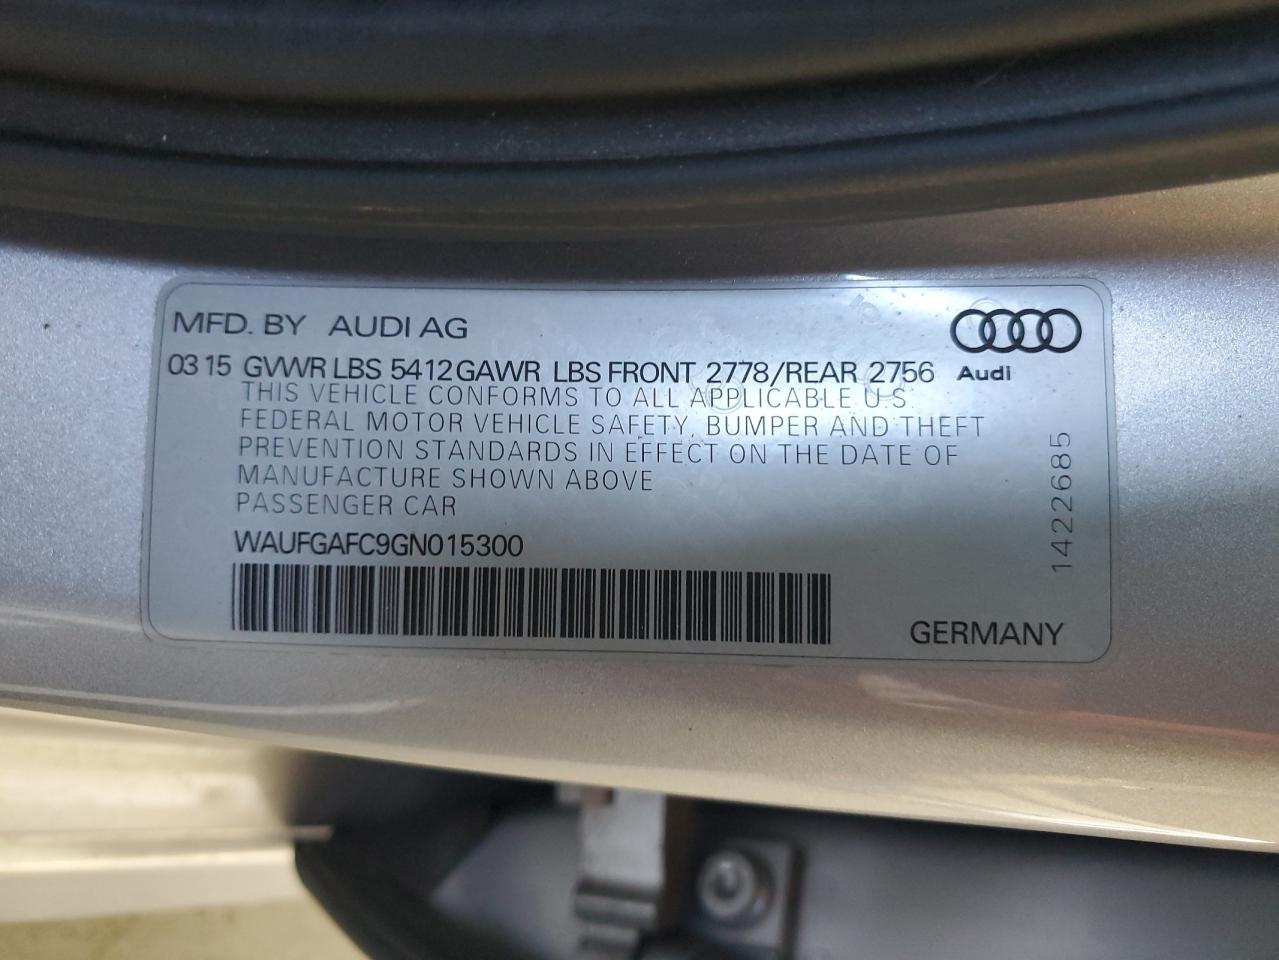 MFD. BY AUDI AG
03 15 GVWR LBS 5412 GAWR LBS FRONT 2778/REAR 2756
Audi
THIS VEHICLE CONFORMS TO ALL APPLICABLE U.S.
FEDERAL MOTOR VEHICLE SAFETY, BUMPER AND THEFT
PREVENTION STANDARDS IN EFFECT ON THE DATE OF
MANUFACTURE SHOWN ABOVE
PASSENGER CAR
WAUFGAFC9GN015300
1422685
GERMANY